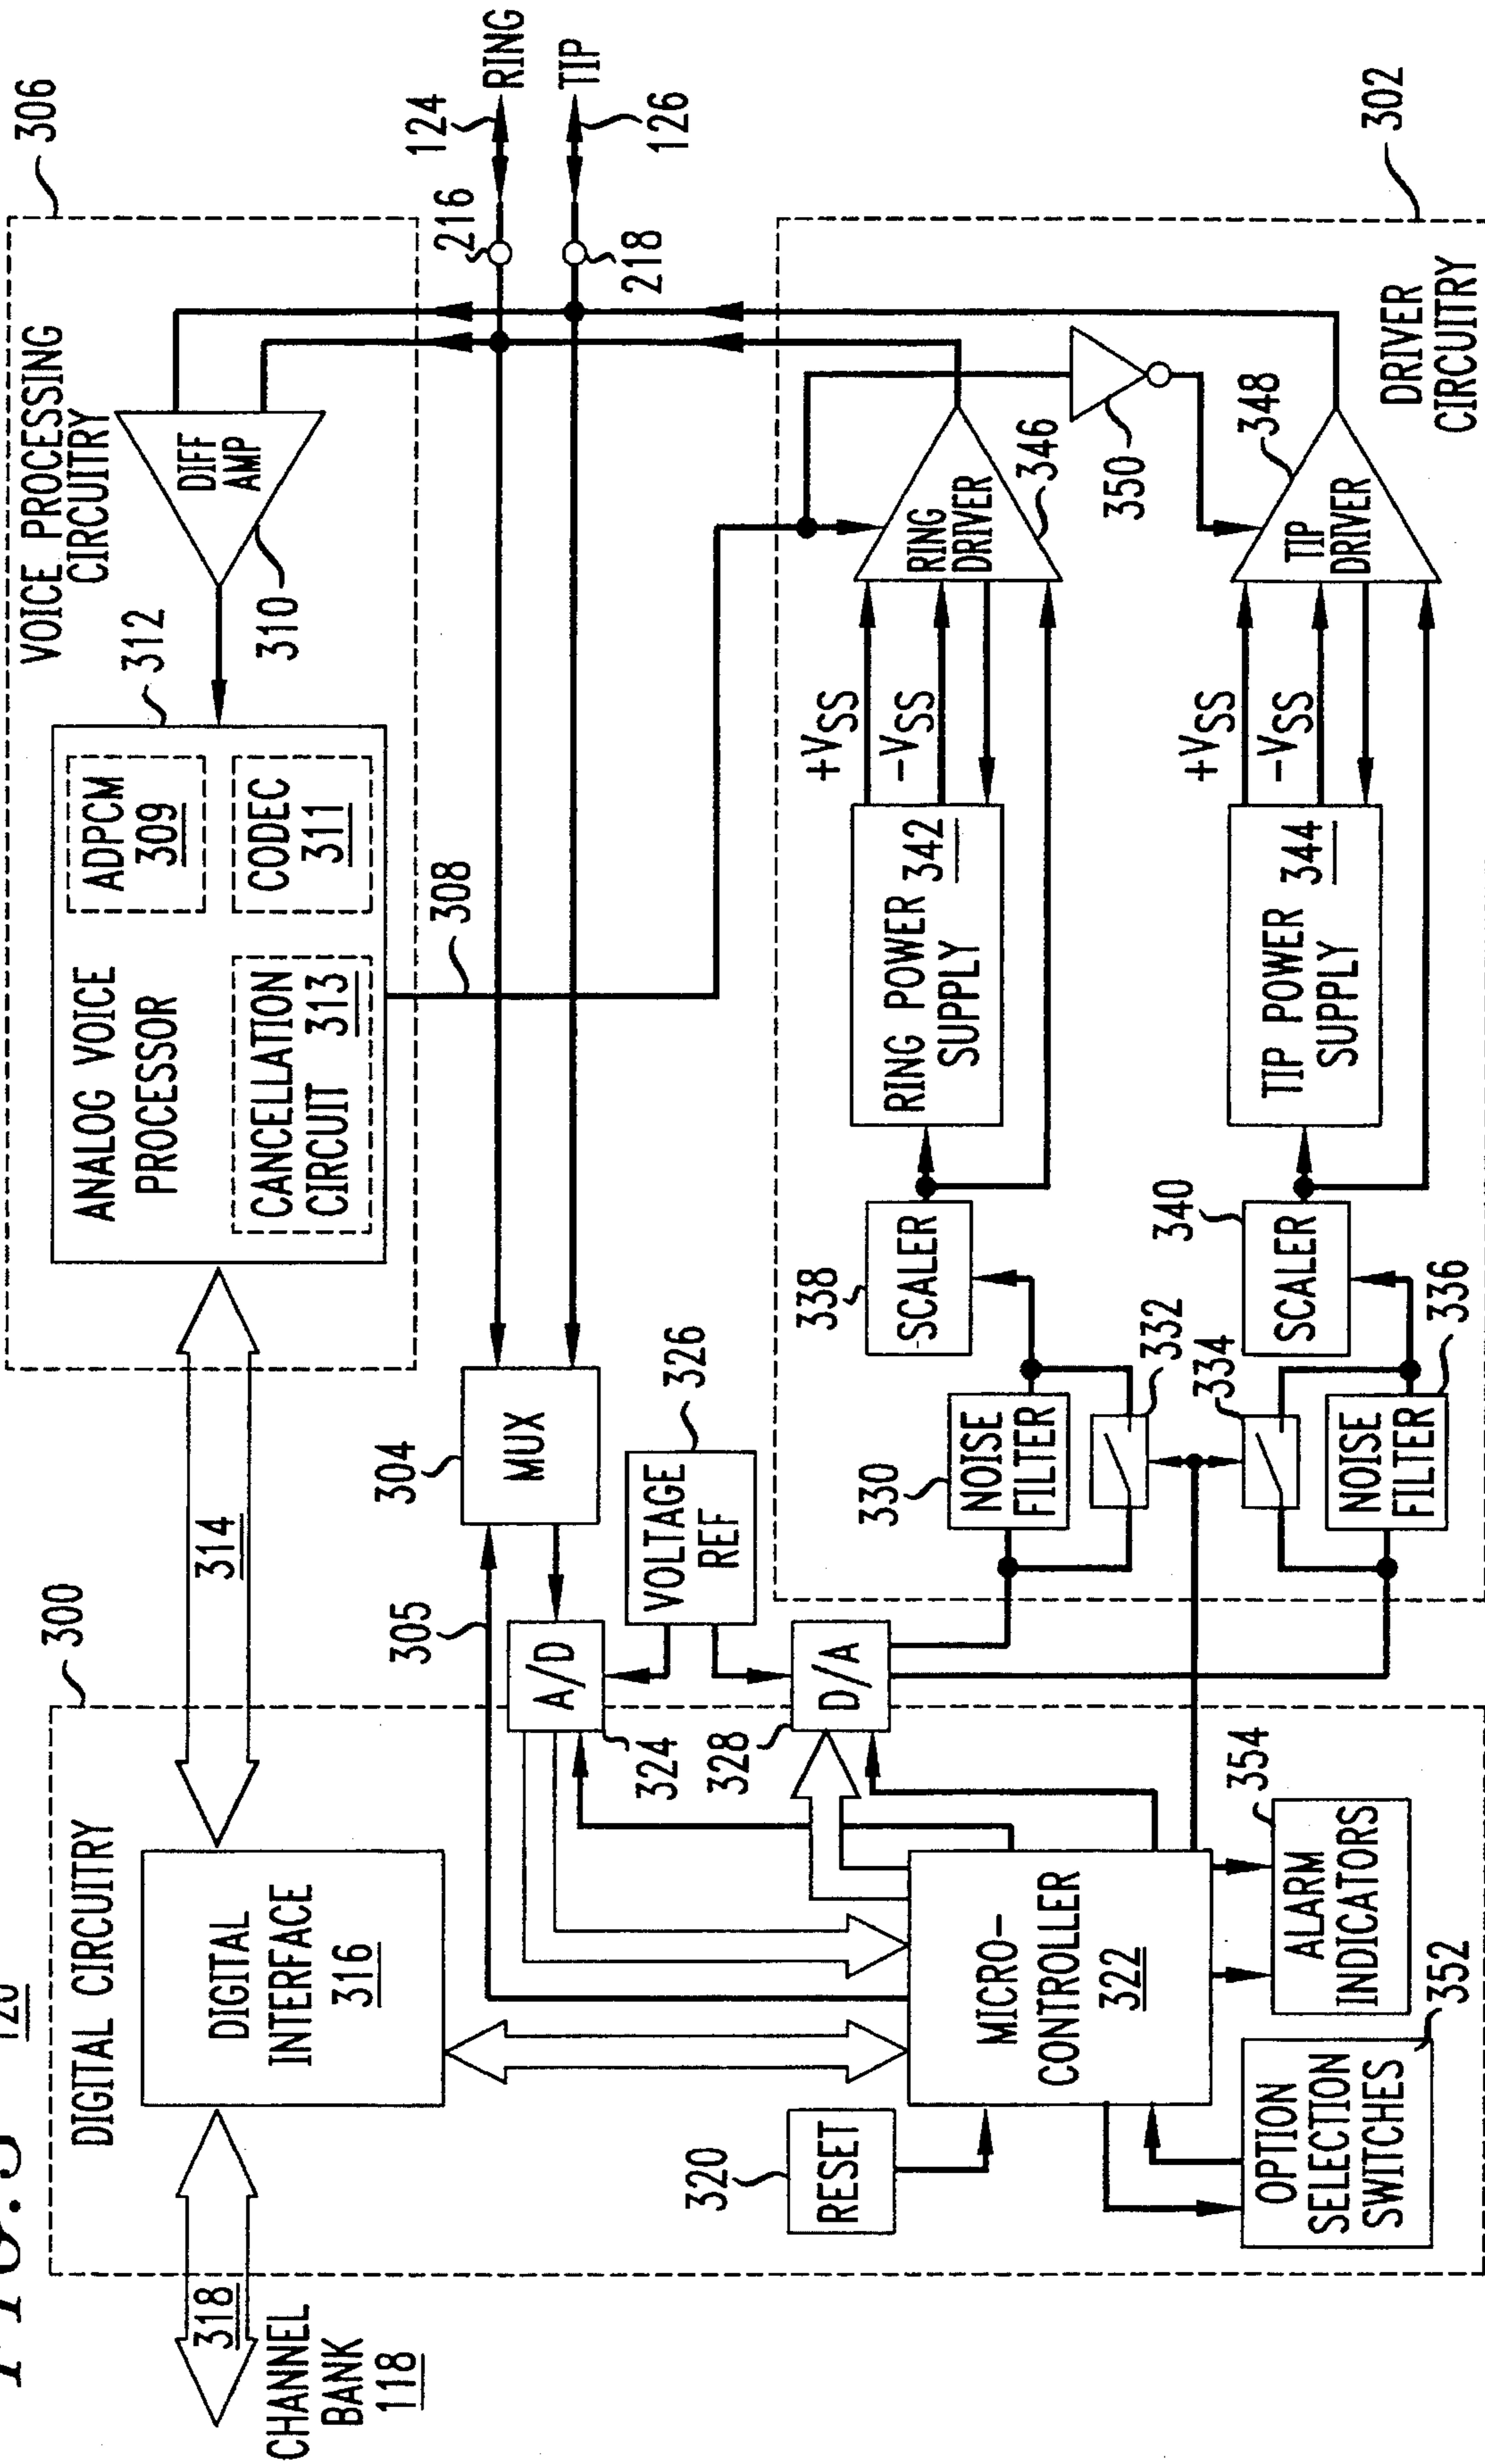 FIG. 3
120
DIGITAL CIRCUITRY
300
VOICE PROCESSING
CIRCUITRY
306
318
CHANNEL
BANK
118
DIGITAL
INTERFACE
316
314
ANALOG VOICE
PROCESSOR
312
ADPCM
309
CODEC
311
CANCELLATION
CIRCUIT 313
DIFF
AMP
310
308
RING
124
216
TIP
126
218
304
MUX
305
A/D
324
VOLTAGE
REF
326
328
D/A
320
RESET
MICRO-
CONTROLLER
322
OPTION
SELECTION
SWITCHES
352
ALARM
INDICATORS
354
330
NOISE
FILTER
332
334
NOISE
FILTER
336
338
SCALER
340
SCALER
RING POWER
SUPPLY
342
+VSS
-VSS
RING
DRIVER
346
350
TIP POWER
SUPPLY
344
+VSS
-VSS
TIP
DRIVER
348
DRIVER
CIRCUITRY
302